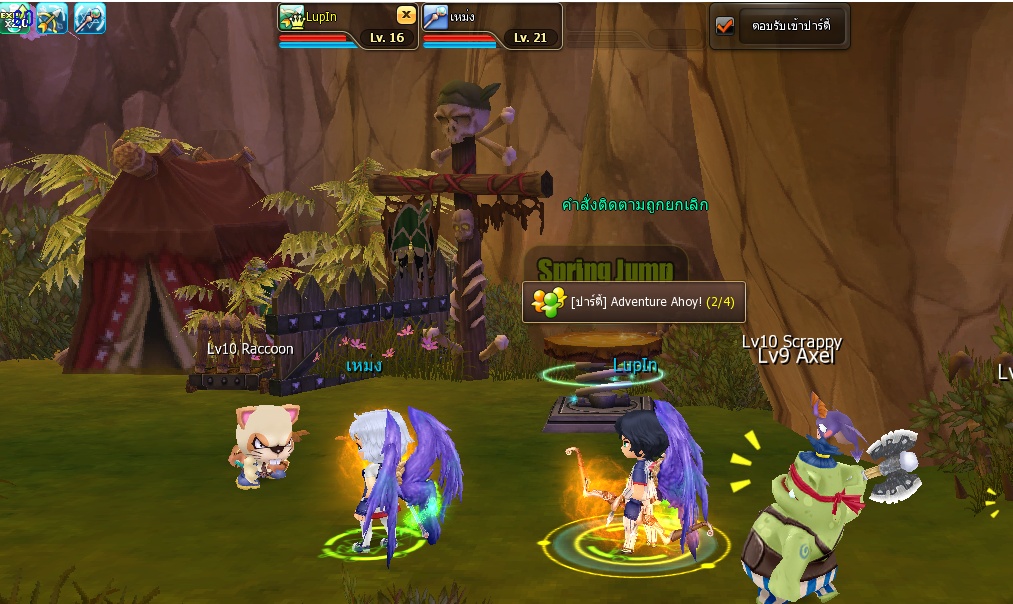 EXP
x2.0
LupIn
Lv. 16
เหม่ง
Lv. 21
ตอบรับเข้าปาร์ตี้
คำสั่งติดตามถูกยกเลิก
Spring Jump
[ปาร์ตี้] Adventure Ahoy! (2/4)
Lv10 Raccoon
เหมง
LupIn
Lv10 Scrappy
Lv9 Axel